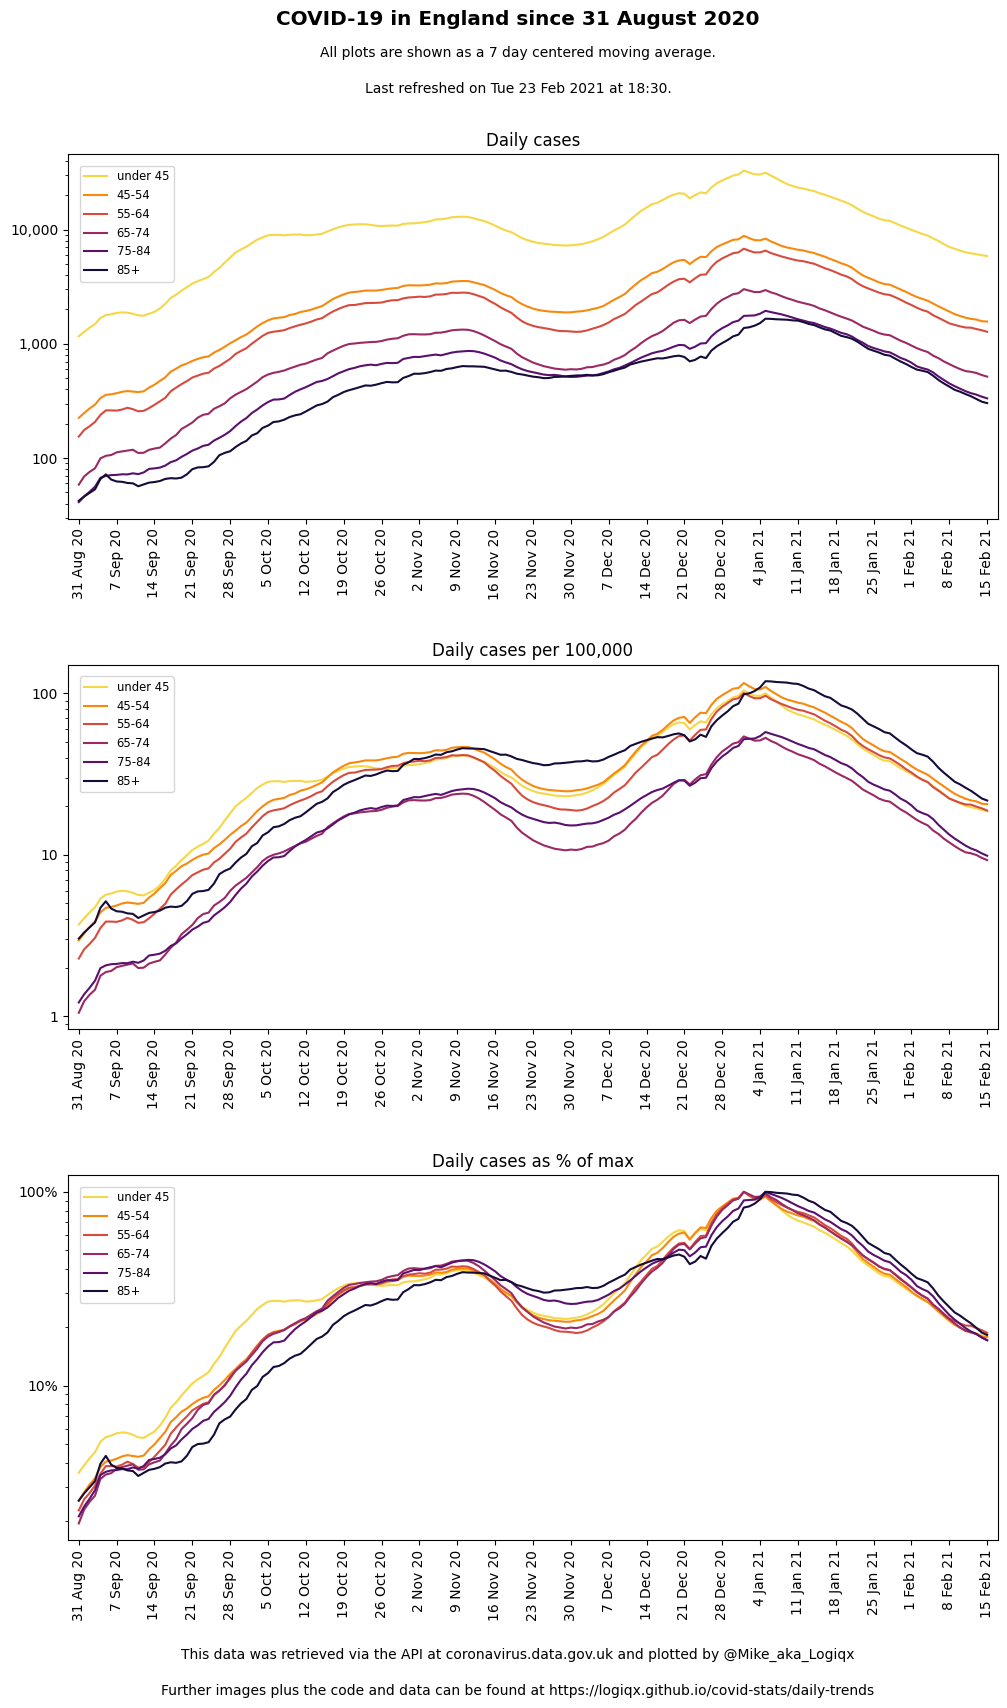 COVID-19 in England since 31 August 2020
All plots are shown as a 7 day centered moving average.
Last refreshed on Tue 23 Feb 2021 at 18:30.
Daily cases
under 45
45-54
55-64
65-74
75-84
85+
10,000
1,000
100
31 Aug 20
7 Sep 20
14 Sep 20
21 Sep 20
28 Sep 20
5 Oct 20
12 Oct 20
19 Oct 20
26 Oct 20
2 Nov 20
9 Nov 20
16 Nov 20
23 Nov 20
30 Nov 20
7 Dec 20
14 Dec 20
21 Dec 20
28 Dec 20
4 Jan 21
11 Jan 21
18 Jan 21
25 Jan 21
1 Feb 21
8 Feb 21
15 Feb 21
Daily cases per 100,000
under 45
45-54
55-64
65-74
75-84
85+
100
10
1
31 Aug 20
7 Sep 20
14 Sep 20
21 Sep 20
28 Sep 20
5 Oct 20
12 Oct 20
19 Oct 20
26 Oct 20
2 Nov 20
9 Nov 20
16 Nov 20
23 Nov 20
30 Nov 20
7 Dec 20
14 Dec 20
21 Dec 20
28 Dec 20
4 Jan 21
11 Jan 21
18 Jan 21
25 Jan 21
1 Feb 21
8 Feb 21
15 Feb 21
Daily cases as % of max
under 45
45-54
55-64
65-74
75-84
85+
100%
10%
31 Aug 20
7 Sep 20
14 Sep 20
21 Sep 20
28 Sep 20
5 Oct 20
12 Oct 20
19 Oct 20
26 Oct 20
2 Nov 20
9 Nov 20
16 Nov 20
23 Nov 20
30 Nov 20
7 Dec 20
14 Dec 20
21 Dec 20
28 Dec 20
4 Jan 21
11 Jan 21
18 Jan 21
25 Jan 21
1 Feb 21
8 Feb 21
15 Feb 21
This data was retrieved via the API at coronavirus.data.gov.uk and plotted by @Mike_aka_Logiqx
Further images plus the code and data can be found at https://logiqx.github.io/covid-stats/daily-trends